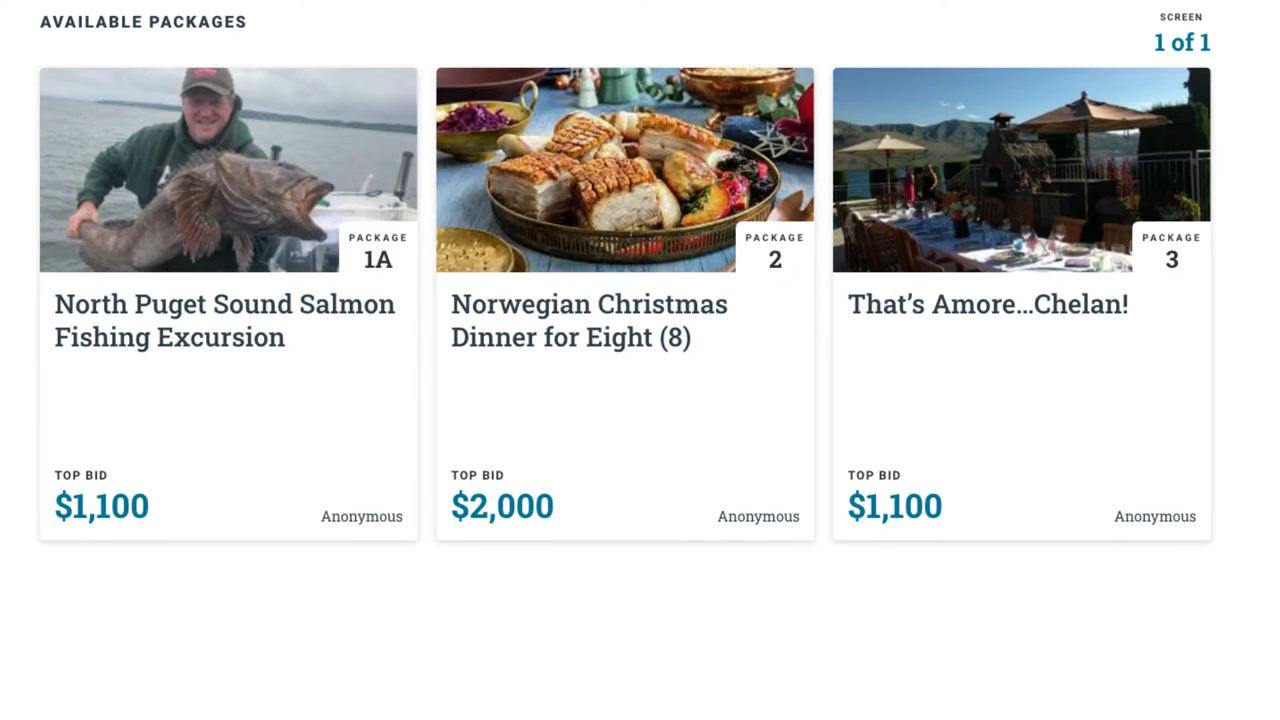 AVAILABLE PACKAGES
SCREEN
1 of 1
PACKAGE
1A
North Puget Sound Salmon
Fishing Excursion
TOP BID
$1,100
Anonymous
PACKAGE
2
Norwegian Christmas
Dinner for Eight (8)
TOP BID
$2,000
Anonymous
PACKAGE
3
That’s Amore...Chelan!
TOP BID
$1,100
Anonymous